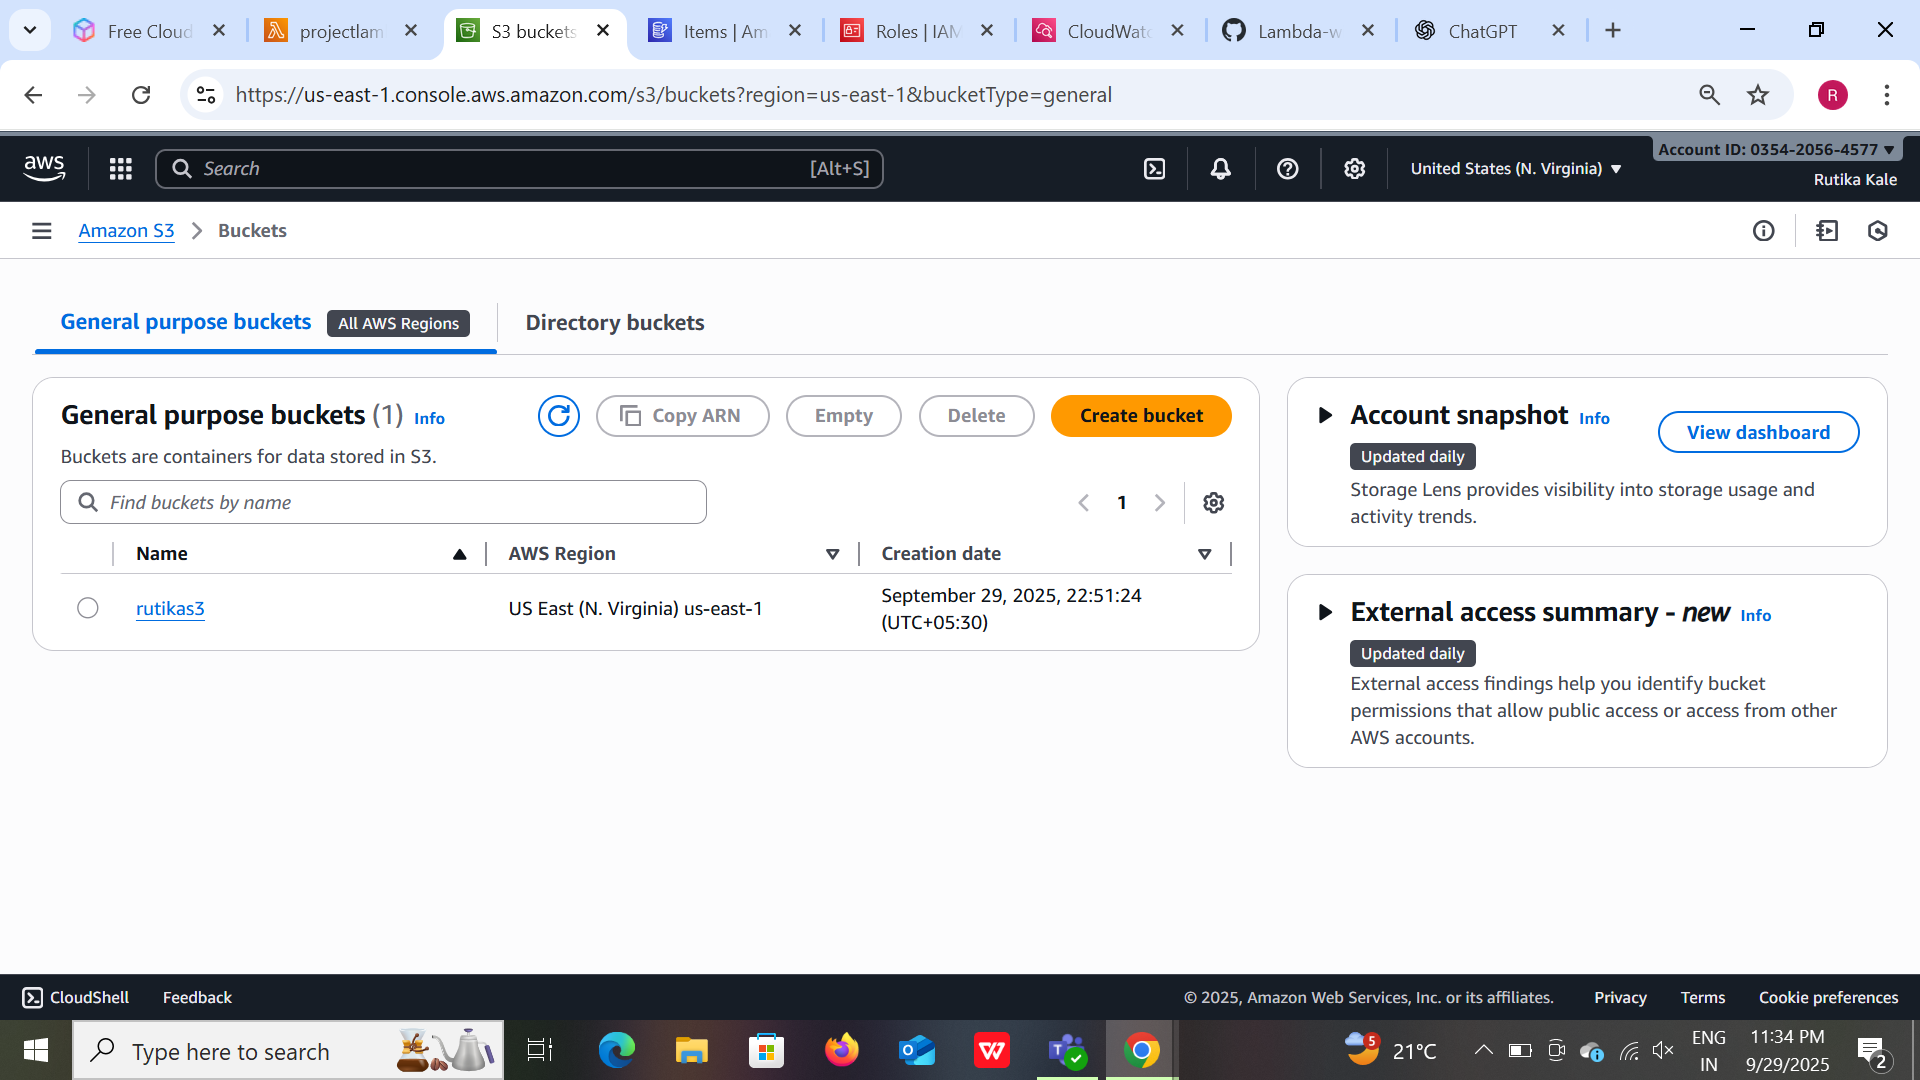 Free Cloud
projectlam
S3 buckets
Items | Am
Roles | IAM
CloudWatc
Lambda-w
ChatGPT
https://us-east-1.console.aws.amazon.com/s3/buckets?region=us-east-1&bucketType=general
R
aws
Search
[Alt+S]
United States (N. Virginia)
Account ID: 0354-2056-4577
Rutika Kale
Amazon S3
Buckets
General purpose buckets
All AWS Regions
Directory buckets
General purpose buckets (1) Info
Copy ARN
Empty
Delete
Create bucket
Buckets are containers for data stored in S3.
Find buckets by name
1
Name
AWS Region
Creation date
rutikas3
US East (N. Virginia) us-east-1
September 29, 2025, 22:51:24
(UTC+05:30)
Account snapshot Info
View dashboard
Updated daily
Storage Lens provides visibility into storage usage and
activity trends.
External access summary - new Info
Updated daily
External access findings help you identify bucket
permissions that allow public access or access from other
AWS accounts.
CloudShell
Feedback
© 2025, Amazon Web Services, Inc. or its affiliates.
Privacy
Terms
Cookie preferences
Type here to search
5
21°C
ENG
IN
11:34 PM
9/29/2025
2